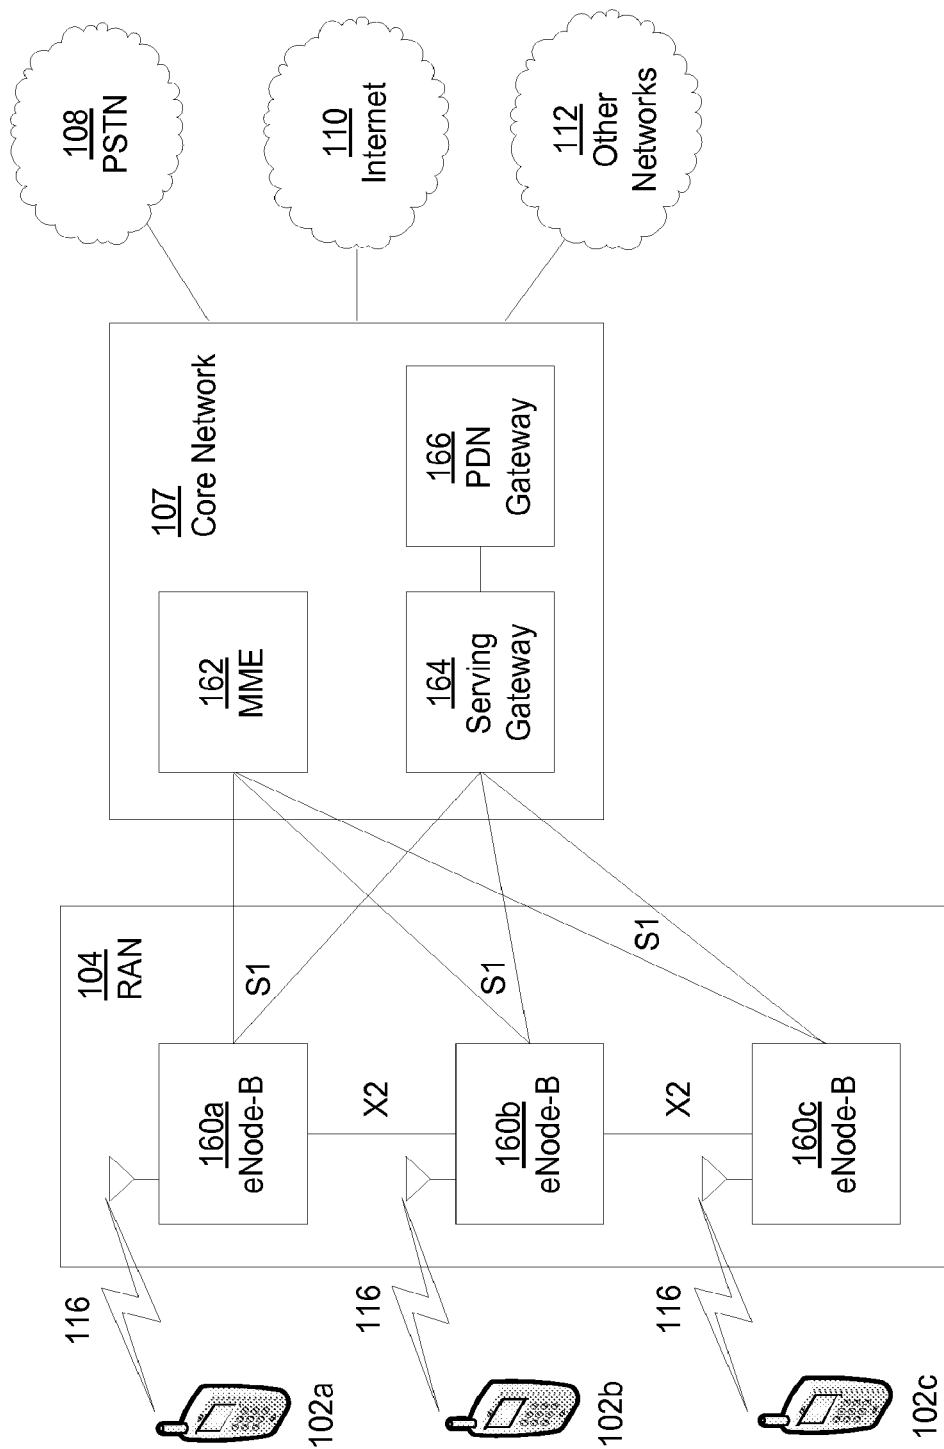 108
PSTN
110
Internet
112
Other
Networks
107
Core Network
162
MME
166
PDN
Gateway
164
Serving
Gateway
104
RAN
S1
S1
S1
160a
eNode-B
X2
160b
eNode-B
X2
160c
eNode-B
116
116
116
102a
102b
102c